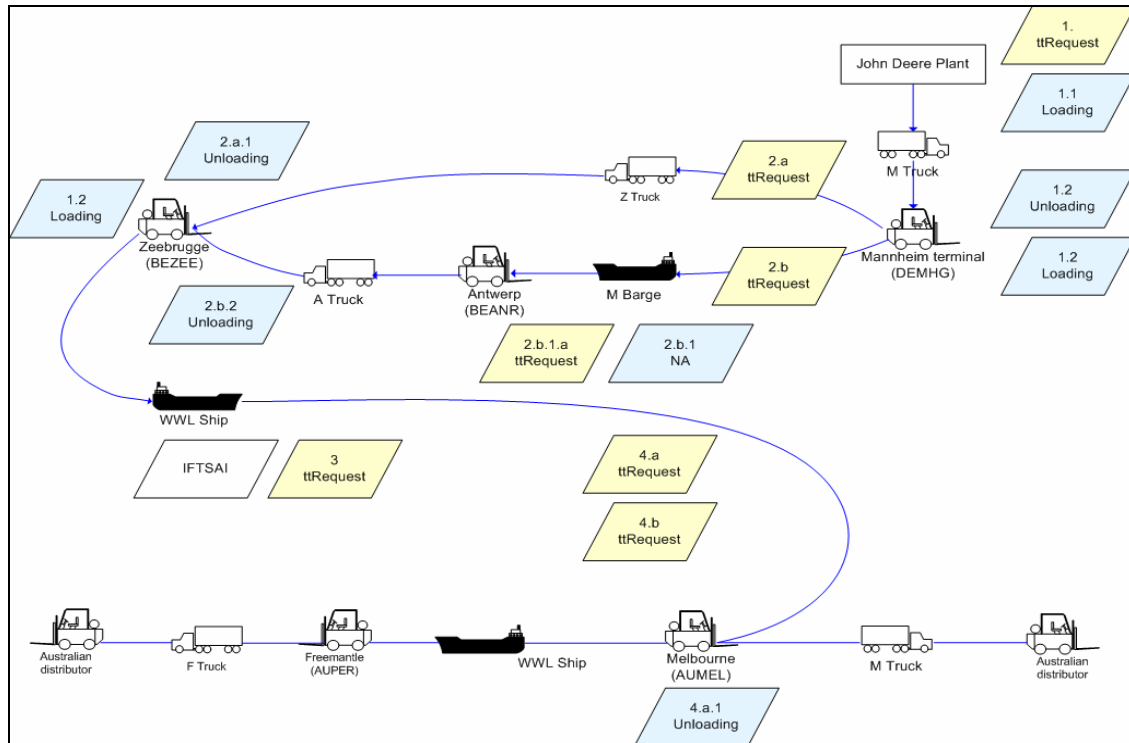 1.
ttRequest
John Deere Plant
1.1
Loading
2.a.1
Unloading
2.a
ttRequest
M Truck
1.2
Loading
Z Truck
1.2
Unloading
Zeebrugge
(BEZEE)
Mannheim terminal
(DEMHG)
2.b
ttRequest
1.2
Loading
A Truck
Antwerp
(BEANR)
M Barge
2.b.2
Unloading
2.b.1.a
ttRequest
2.b.1
NA
WWL Ship
IFTSAI
3
ttRequest
4.a
ttRequest
4.b
ttRequest
Australian
distributor
F Truck
Freemantle
(AUPER)
WWL Ship
Melbourne
(AUMEL)
M Truck
Australian
distributor
4.a.1
Unloading